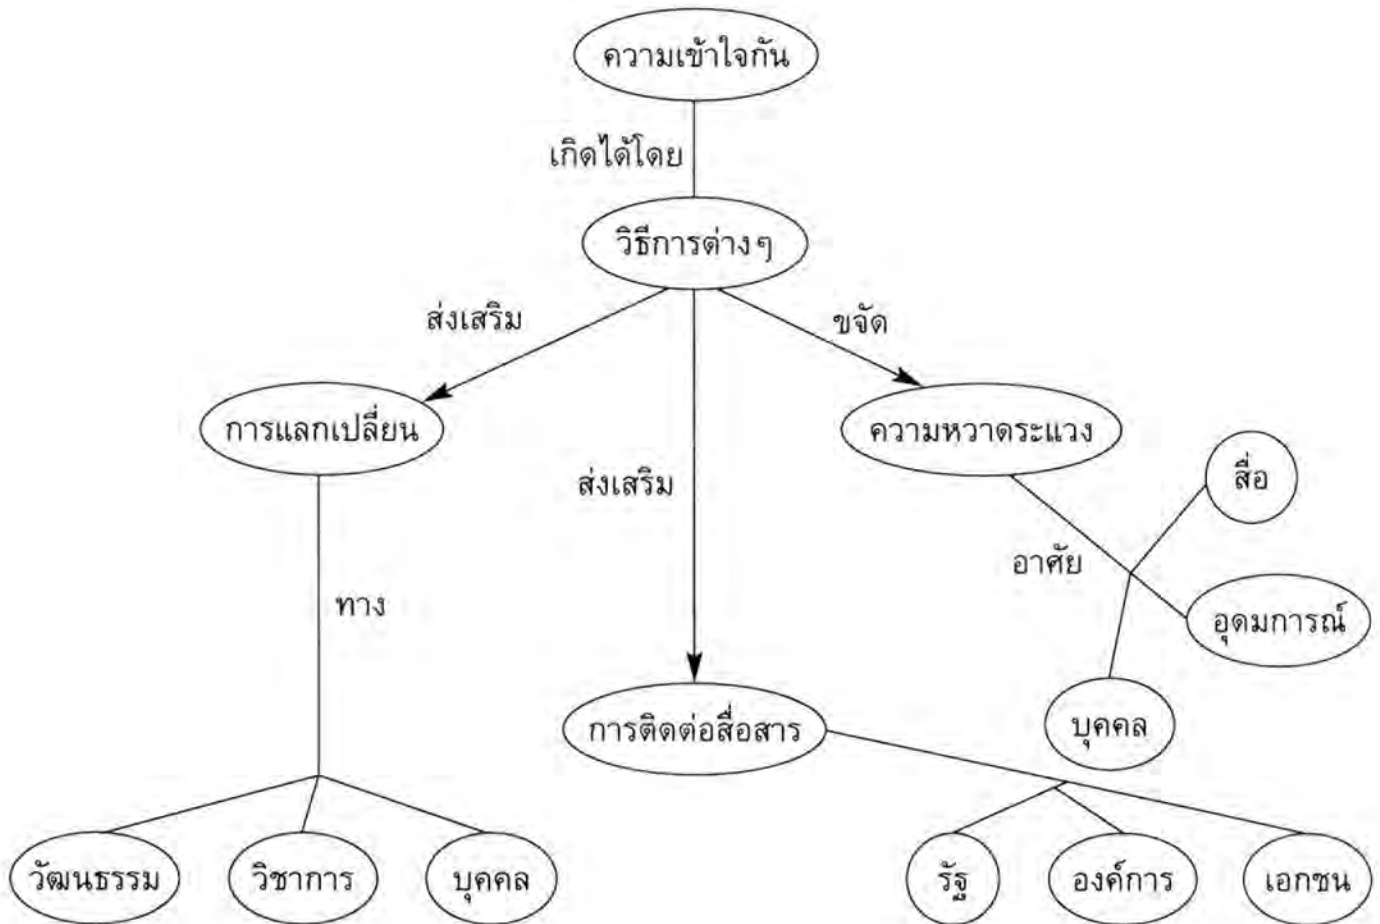 ความเข้าใจกัน
เกิดได้โดย
วิธีการต่างๆ
ส่งเสริม
ขจัด
การแลกเปลี่ยน
ความหวาดระแวง
สื่อ
ส่งเสริม
อาศัย
ทาง
อุดมการณ์
การติดต่อสื่อสาร
บุคคล
วัฒนธรรม
วิชาการ
บุคคล
รัฐ
องค์การ
เอกชน